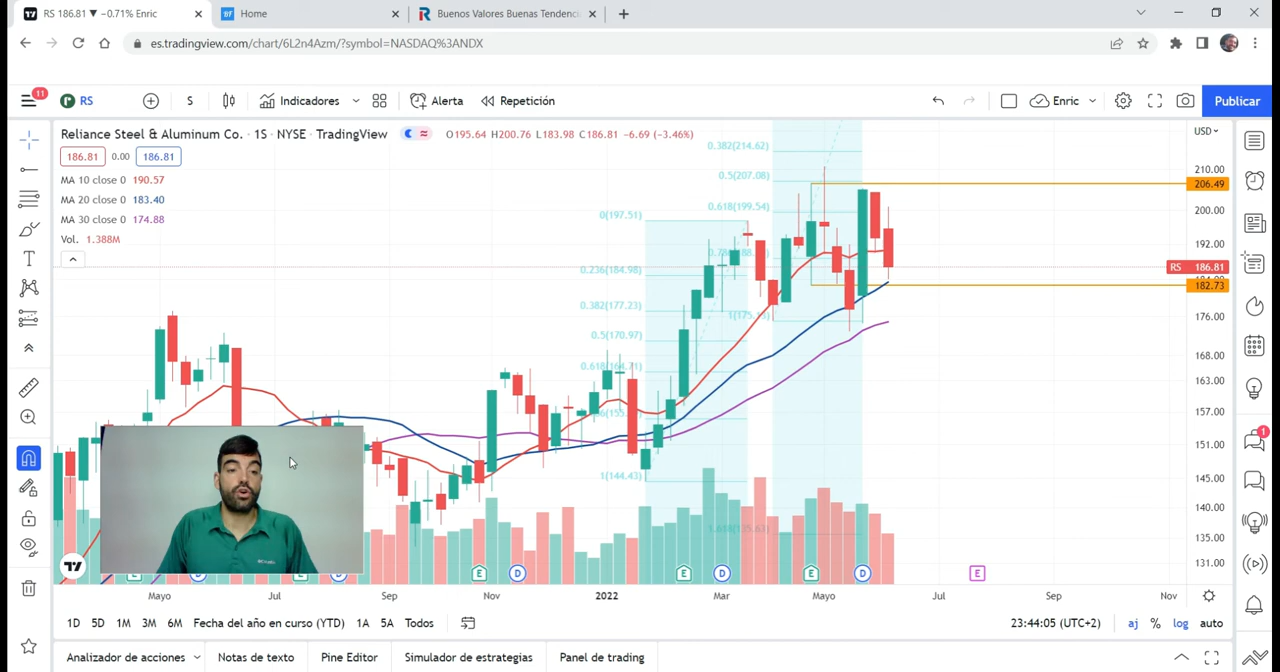 RS 186.81 ▼ −0.71% Enric
Home
Buenos Valores Buenas Tendenc
es.tradingview.com/chart/6L2n4Azm/?symbol=NASDAQ%3ANDX
11
RS
S
Indicadores
Alerta
Repetición
Enric
Publicar
Reliance Steel & Aluminum Co. · 1S · NYSE · TradingView
O195.64 H200.76 L183.98 C186.81 −6.69 (−3.46%)
USD
186.81 0.00 186.81
MA 10 close 0 190.57
MA 20 close 0 183.40
MA 30 close 0 174.88
Vol. 1.388M
0.382(214.62)
0.5(207.08)
0.618(199.54)
0(197.51)
0.236(184.98)
0.382(177.23)
0.5(170.97)
1(144.43)
1.618(135.63)
210.00
206.49
200.00
192.00
RS 186.81
182.73
176.00
168.00
163.00
157.00
151.00
145.00
140.00
135.00
131.00
1
E D E D E D E
Mayo Jul Sep Nov 2022 Mar Mayo Jul Sep Nov
1D 5D 1M 3M 6M Fecha del año en curso (YTD) 1A 5A Todos
23:44:05 (UTC+2) aj % log auto
Analizador de acciones Notas de texto Pine Editor Simulador de estrategias Panel de trading